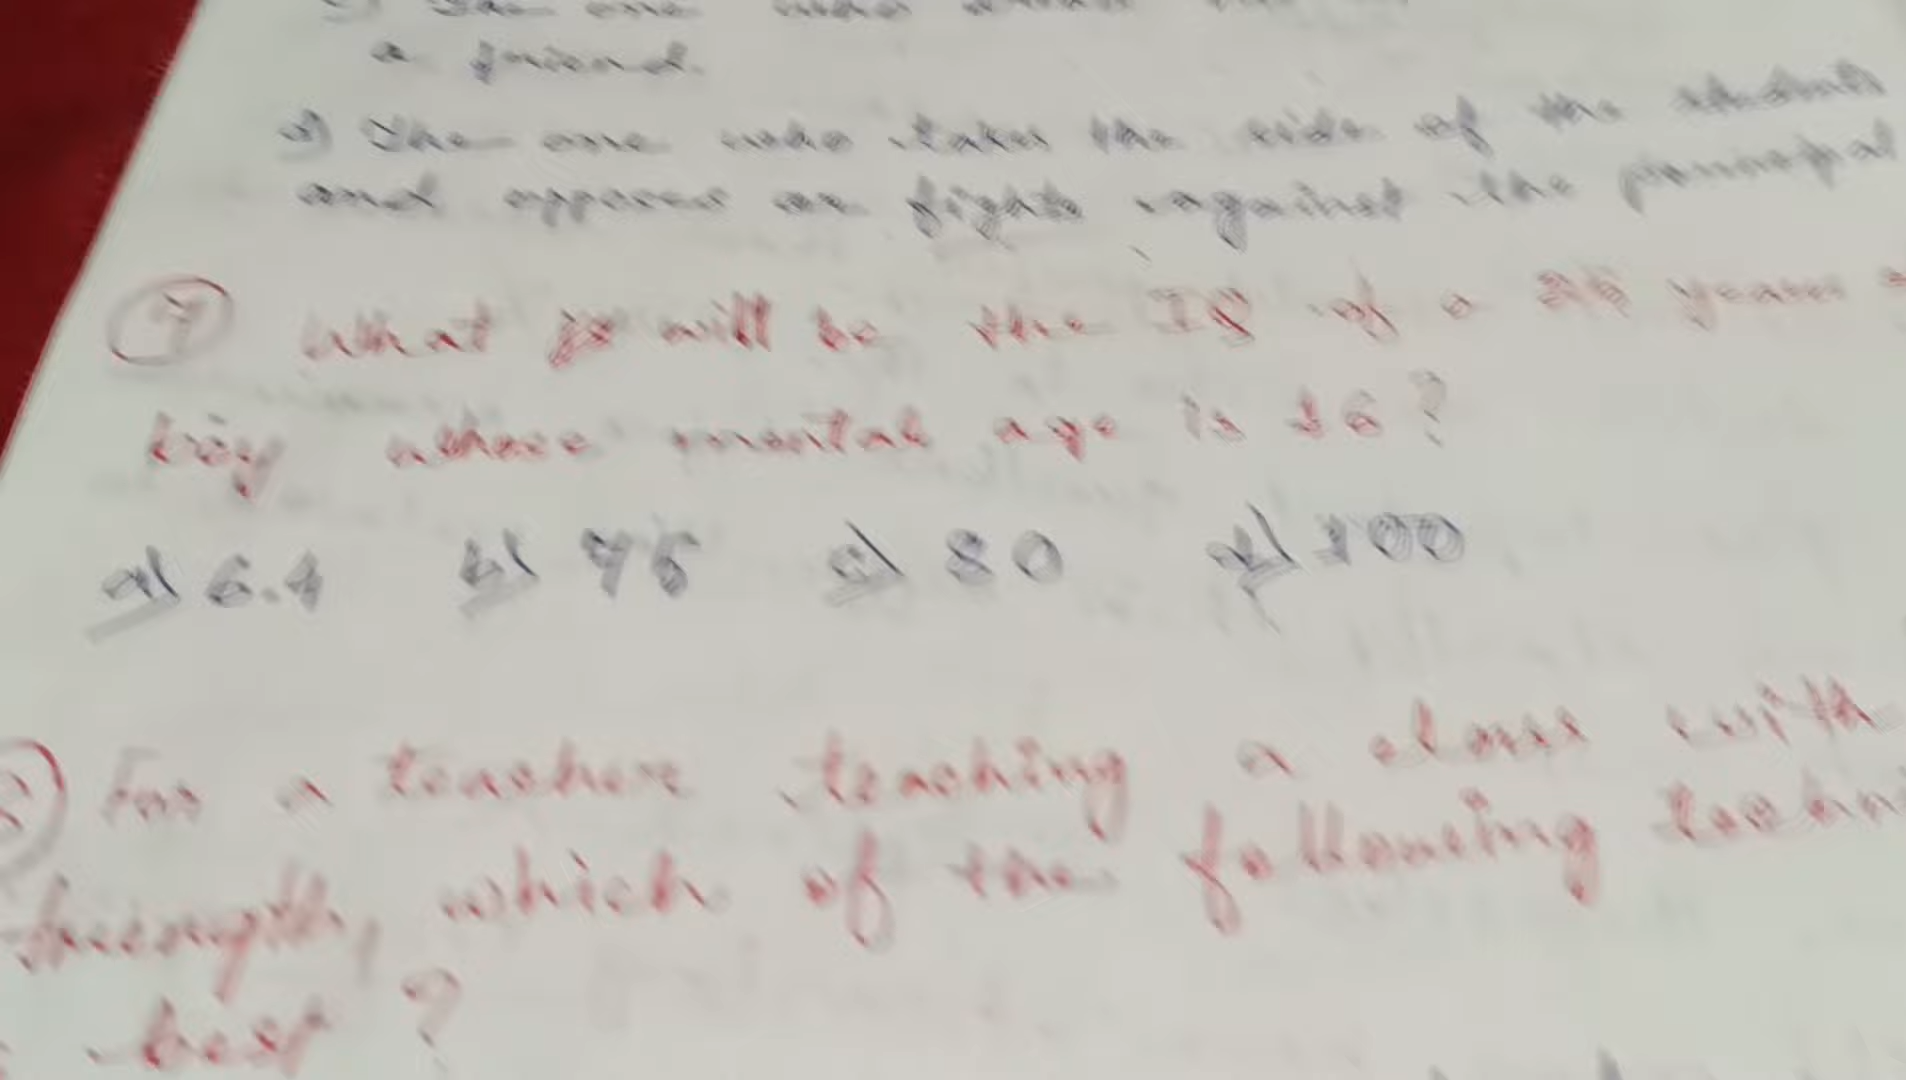 a friend.
d) The one who takes the side of the students
and opposes or fights against the principal
7 What is will be the IQ of a years
boy whose mental age is 16?
a) 6.4 b) 75 c) 80 d) 100
For a teacher teaching a class with
strength, which of the following
best?